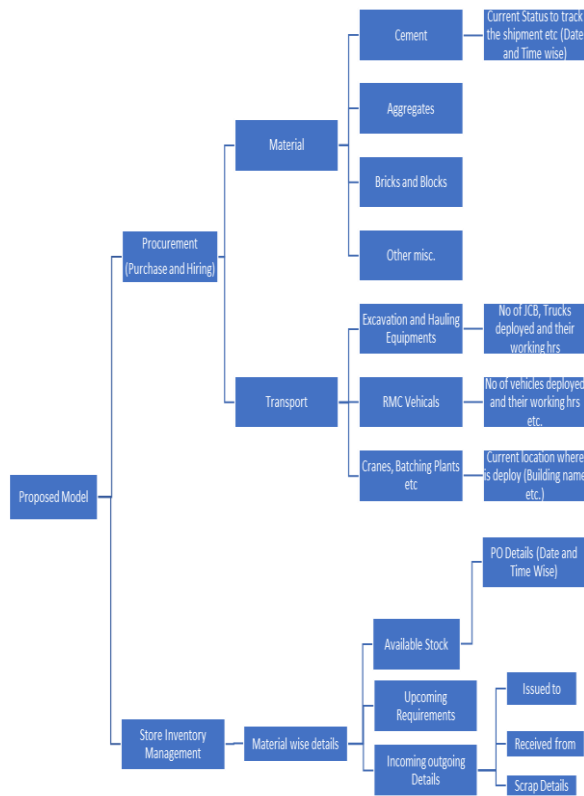 Cement
Current Status to track
the shipment etc (Date
and Time wise)
Aggregates
Material
Bricks and Blocks
Procurement
(Purchase and Hiring)
Other misc.
Excavation and Hauling
Equipments
No of JCB, Trucks
deployed and their
working hrs
Transport
RMC Vehicals
No of vehicles deployed
and their working hrs
etc.
Cranes, Batching Plants
etc
Current location where
is deploy (Building name
etc.)
Proposed Model
PO Details (Date and
Time Wise)
Available Stock
Upcoming
Requirements
Issued to
Store Inventory
Management
Material wise details
Incoming outgoing
Details
Received from
Scrap Details